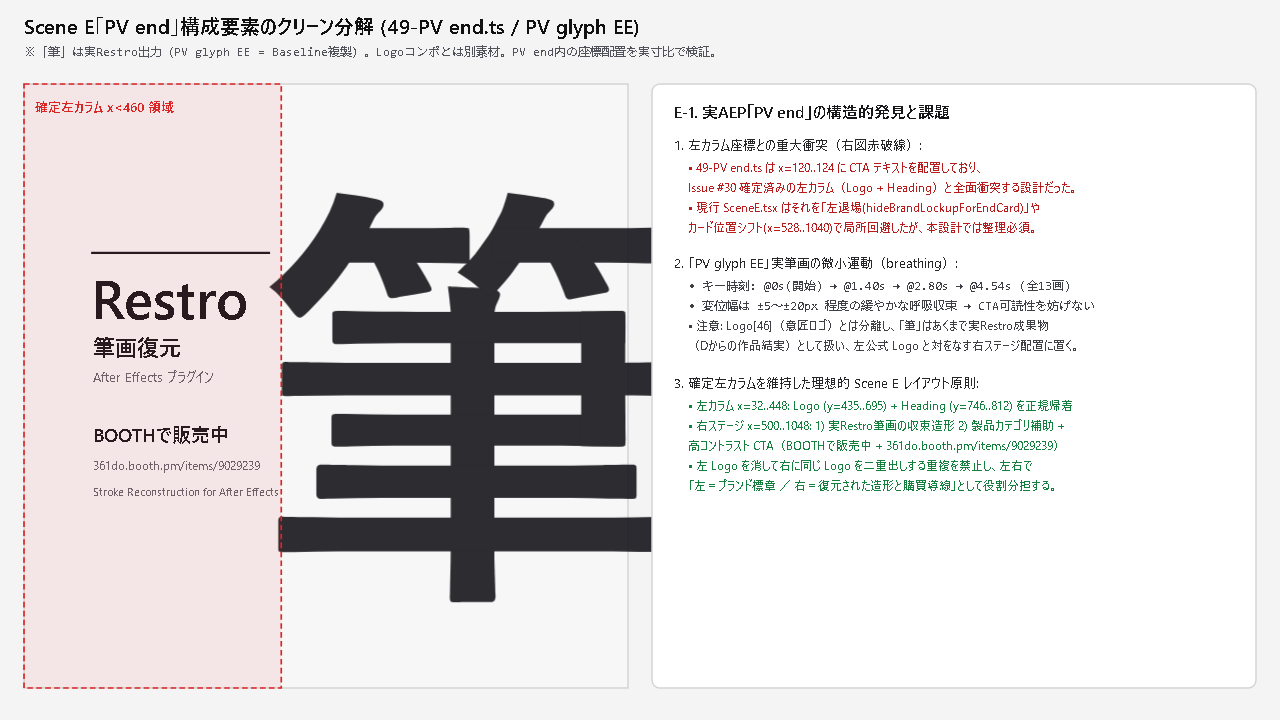 Scene E「PV end」構成要素のクリーン分解 (49-PV end.ts / PV glyph EE)
※「筆」は実Restro出力（PV glyph EE = Baseline複製）。Logoコンポとは別素材。PV end内の座標配置を実寸比で検証。
確定左カラム x<460 領域
筆
Restro
筆画復元
After Effects プラグイン
BOOTHで販売中
361do.booth.pm/items/9029239
Stroke Reconstruction for After Effects
E-1. 実AEP「PV end」の構造的発見と課題
1. 左カラム座標との重大衝突（右図赤破線）:
• 49-PV end.ts は x=120..124 に CTA テキストを配置しており、
Issue #30 確定済みの左カラム（Logo + Heading）と全面衝突する設計だった。
• 現行 SceneE.tsx はそれを「左退場(hideBrandLockupForEndCard)」や
カード位置シフト(x=528..1040)で局所回避したが、本設計では整理必須。
2. 「PV glyph EE」実筆画の微小運動（breathing）:
• キー時刻: @0s(開始) → @1.40s → @2.80s → @4.54s (全13画)
• 変位幅は ±5〜±20px 程度の緩やかな呼吸収束 → CTA可読性を妨げない
• 注意: Logo[46]（意匠ロゴ）とは分離し、「筆」はあくまで実Restro成果物
（Dからの作品結実）として扱い、左公式 Logo と対をなす右ステージ配置に置く。
3. 確定左カラムを維持した理想的 Scene E レイアウト原則:
• 左カラム x=32..448: Logo (y=435..695) + Heading (y=746..812) を正規帰着
• 右ステージ x=500..1048: 1) 実Restro筆画の収束造形 2) 製品カテゴリ補助 +
高コントラスト CTA（BOOTHで販売中 + 361do.booth.pm/items/9029239）
• 左 Logo を消して右に同じ Logo を二重出しする重複を禁止し、左右で
「左 = ブランド標章 ／ 右 = 復元された造形と購買導線」として役割分担する。